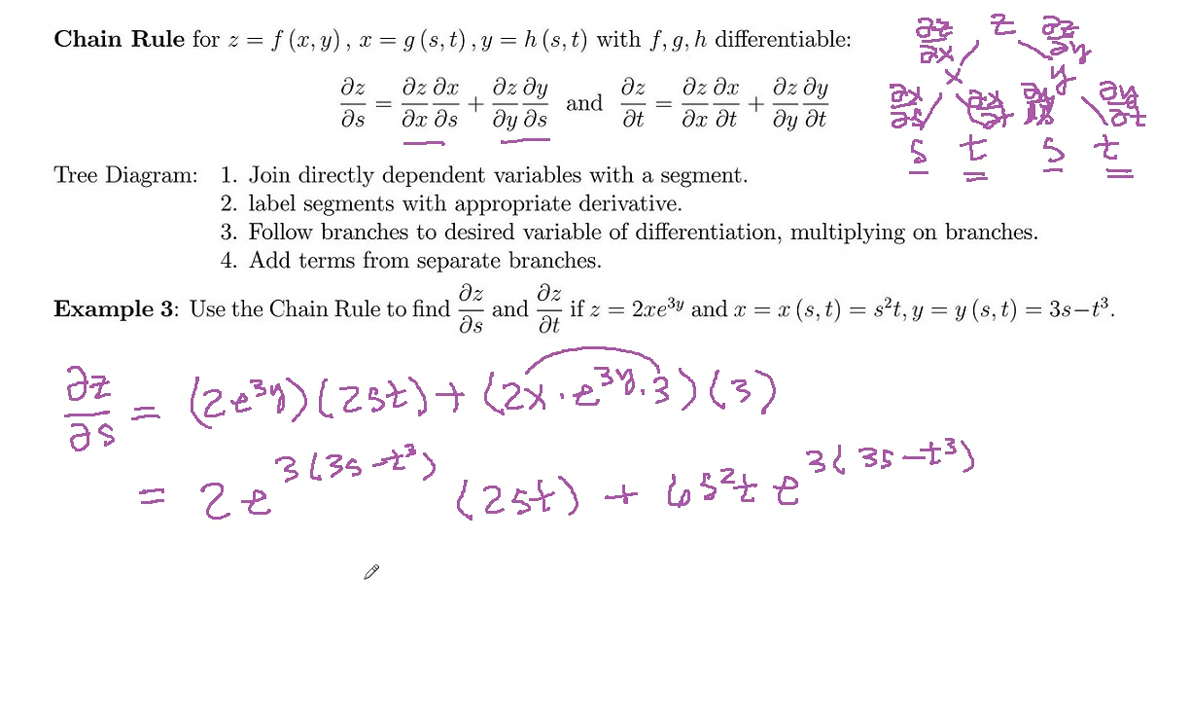 Chain Rule for z = f (x, y) , x = g (s, t) , y = h (s, t) with f, g, h differentiable:
∂z/∂s = ∂z/∂x ∂x/∂s + ∂z/∂y ∂y/∂s and ∂z/∂t = ∂z/∂x ∂x/∂t + ∂z/∂y ∂y/∂t
∂z/∂x z ∂z/∂y
x y
∂x/∂s ∂x/∂t ∂y/∂s ∂y/∂t
s t s t
Tree Diagram: 1. Join directly dependent variables with a segment.
2. label segments with appropriate derivative.
3. Follow branches to desired variable of differentiation, multiplying on branches.
4. Add terms from separate branches.
Example 3: Use the Chain Rule to find ∂z/∂s and ∂z/∂t if z = 2xe^{3y} and x = x (s, t) = s²t, y = y (s, t) = 3s−t³.
∂z/∂s = (2e^{3y})(2st) + (2x · e^{3y} · 3)(3)
= 2e^{3(3s−t³)} (2st) + 6s²t e^{3(3s−t³)}